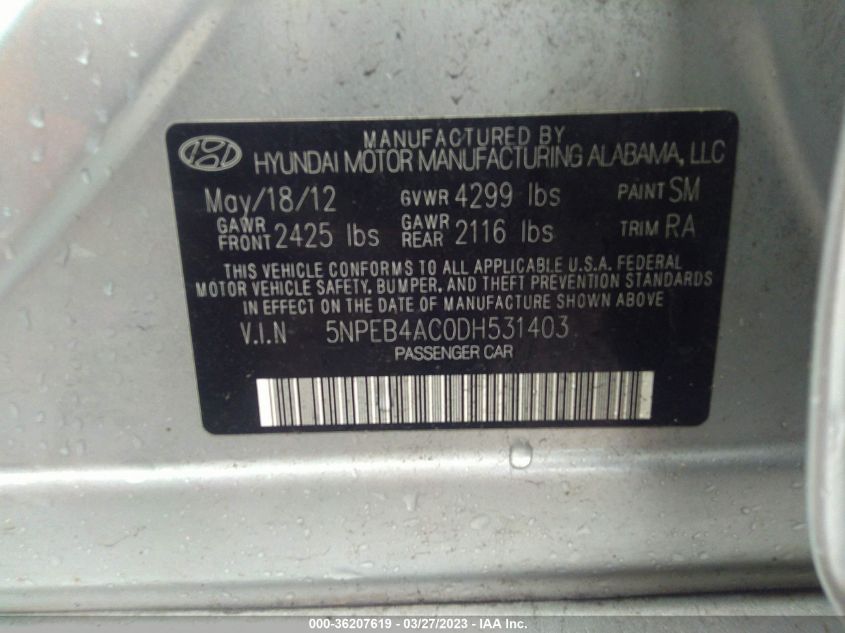 MANUFACTURED BY
HYUNDAI MOTOR MANUFACTURING ALABAMA, LLC
May/18/12 GVWR 4299 lbs PAINT SM
GAWR FRONT 2425 lbs GAWR REAR 2116 lbs TRIM RA
THIS VEHICLE CONFORMS TO ALL APPLICABLE U.S.A. FEDERAL
MOTOR VEHICLE SAFETY, BUMPER, AND THEFT PREVENTION STANDARDS
IN EFFECT ON THE DATE OF MANUFACTURE SHOWN ABOVE.
V.I.N 5NPEB4AC0DH531403
PASSENGER CAR
000-36207619 - 03/27/2023 - IAA Inc.